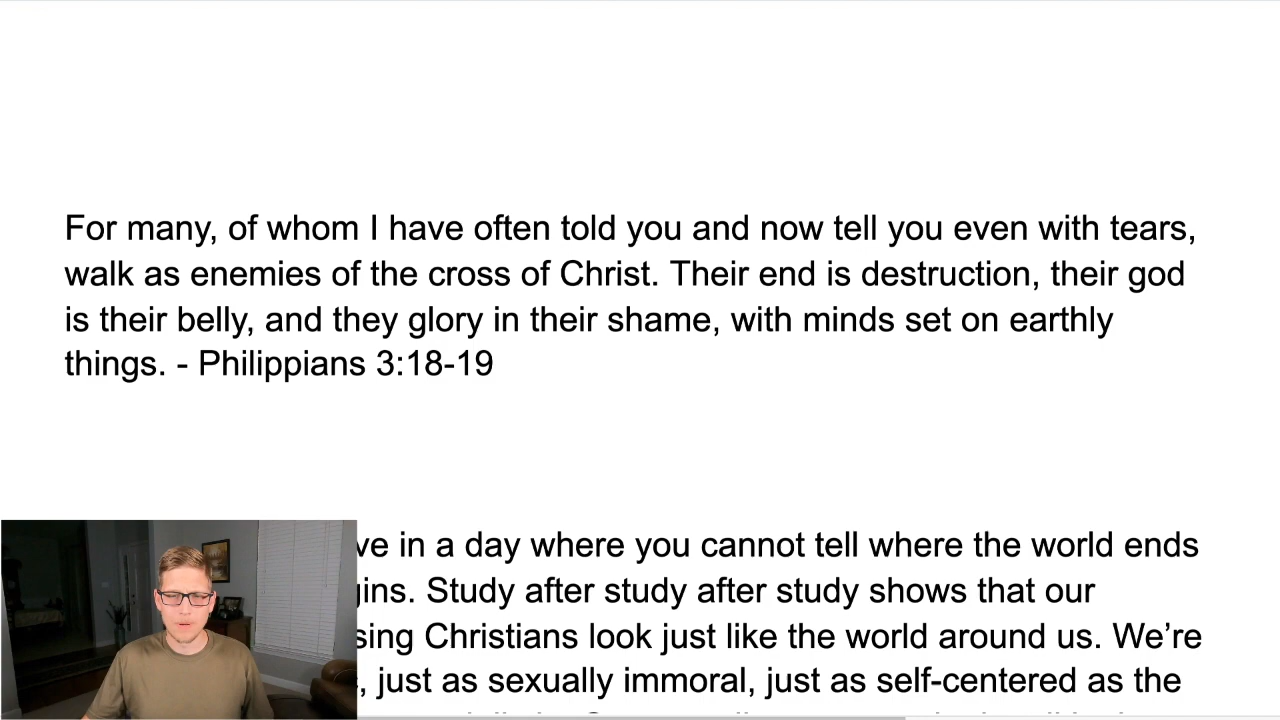 For many, of whom I have often told you and now tell you even with tears,
walk as enemies of the cross of Christ. Their end is destruction, their god
is their belly, and they glory in their shame, with minds set on earthly
things. - Philippians 3:18-19
in a day where you cannot tell where the world ends
Study after study after study shows that our
Christians look just like the world around us. We’re
just as sexually immoral, just as self-centered as the